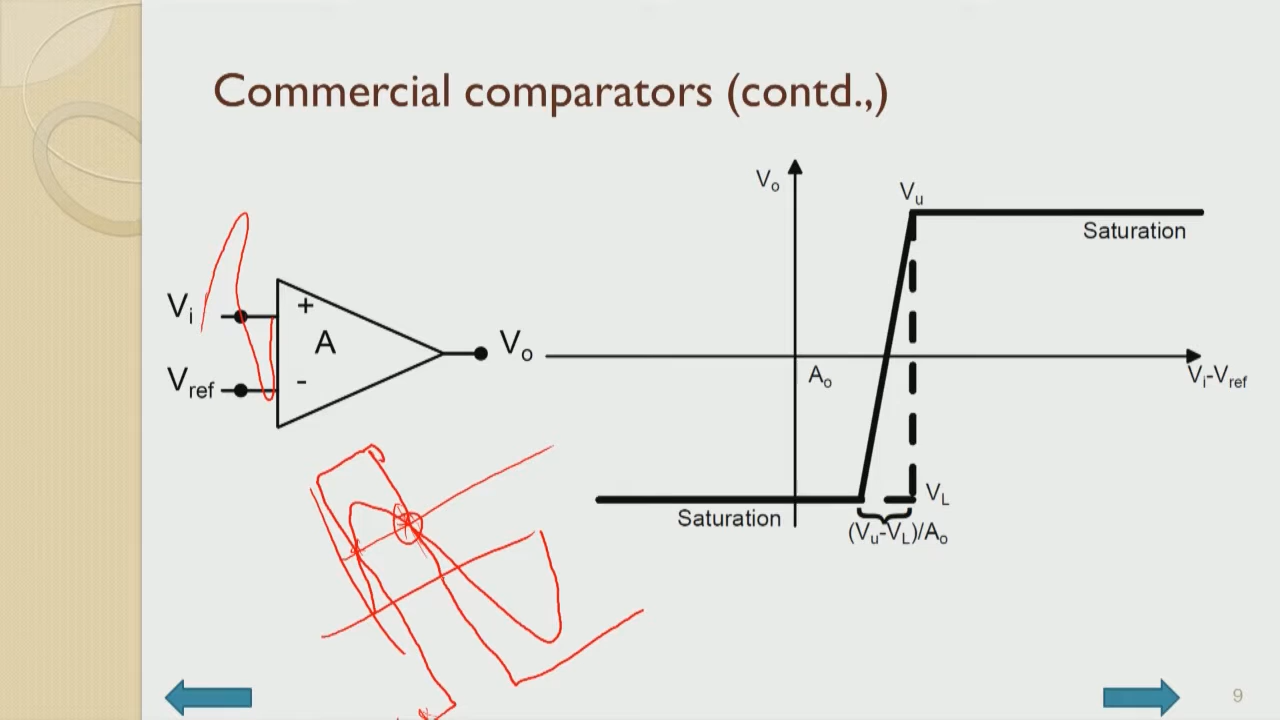 Commercial comparators (contd.,)
Vo
Vu
Saturation
Vi
+
A
-
Vo
Vref
Ao
Vi-Vref
VL
Saturation
(Vu-VL)/Ao
9